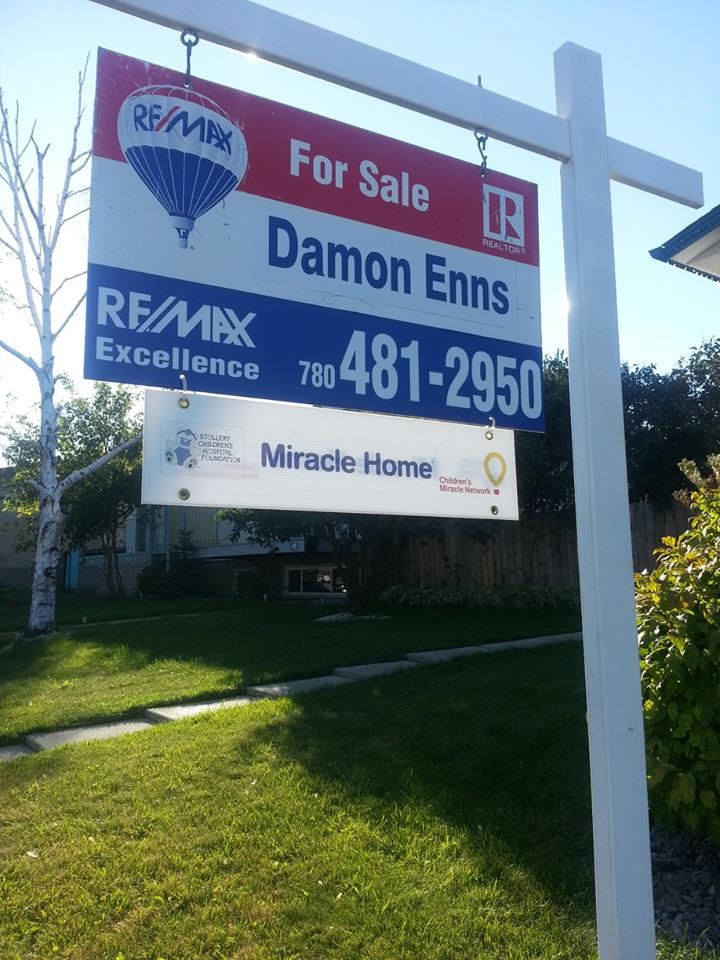 RE/MAX
For Sale
R
REALTOR®
Damon Enns
RE/MAX
Excellence
780 481-2950
STOLLERY
CHILDREN'S
HOSPITAL
FOUNDATION
Miracle Home
Children's
Miracle Network